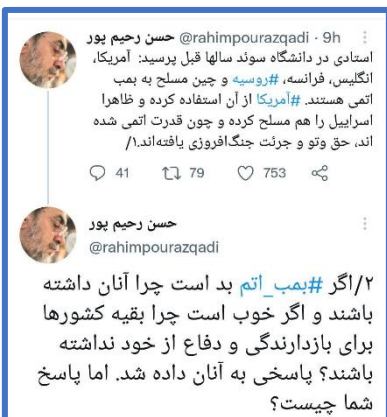 حسن رحیم پور @rahimpourazqadi · 9h
استادی در دانشگاه سوئد سالها قبل پرسید: آمریکا،
انگلیس، فرانسه، #روسیه و چین مسلح به بمب
اتمی هستند. #آمریکا از آن استفاده کرده و ظاهرا
اسراییل را هم مسلح کرده و چون قدرت اتمی شده
اند، حق وتو و جرئت جنگ‌افروزی یافته‌اند.۱/
41 79 753
حسن رحیم پور
@rahimpourazqadi
۲/اگر #بمب_اتم بد است چرا آنان داشته
باشند و اگر خوب است چرا بقیه کشورها
برای بازدارندگی و دفاع از خود نداشته
باشند؟ پاسخی به آنان داده شد. اما پاسخ
شما چیست؟